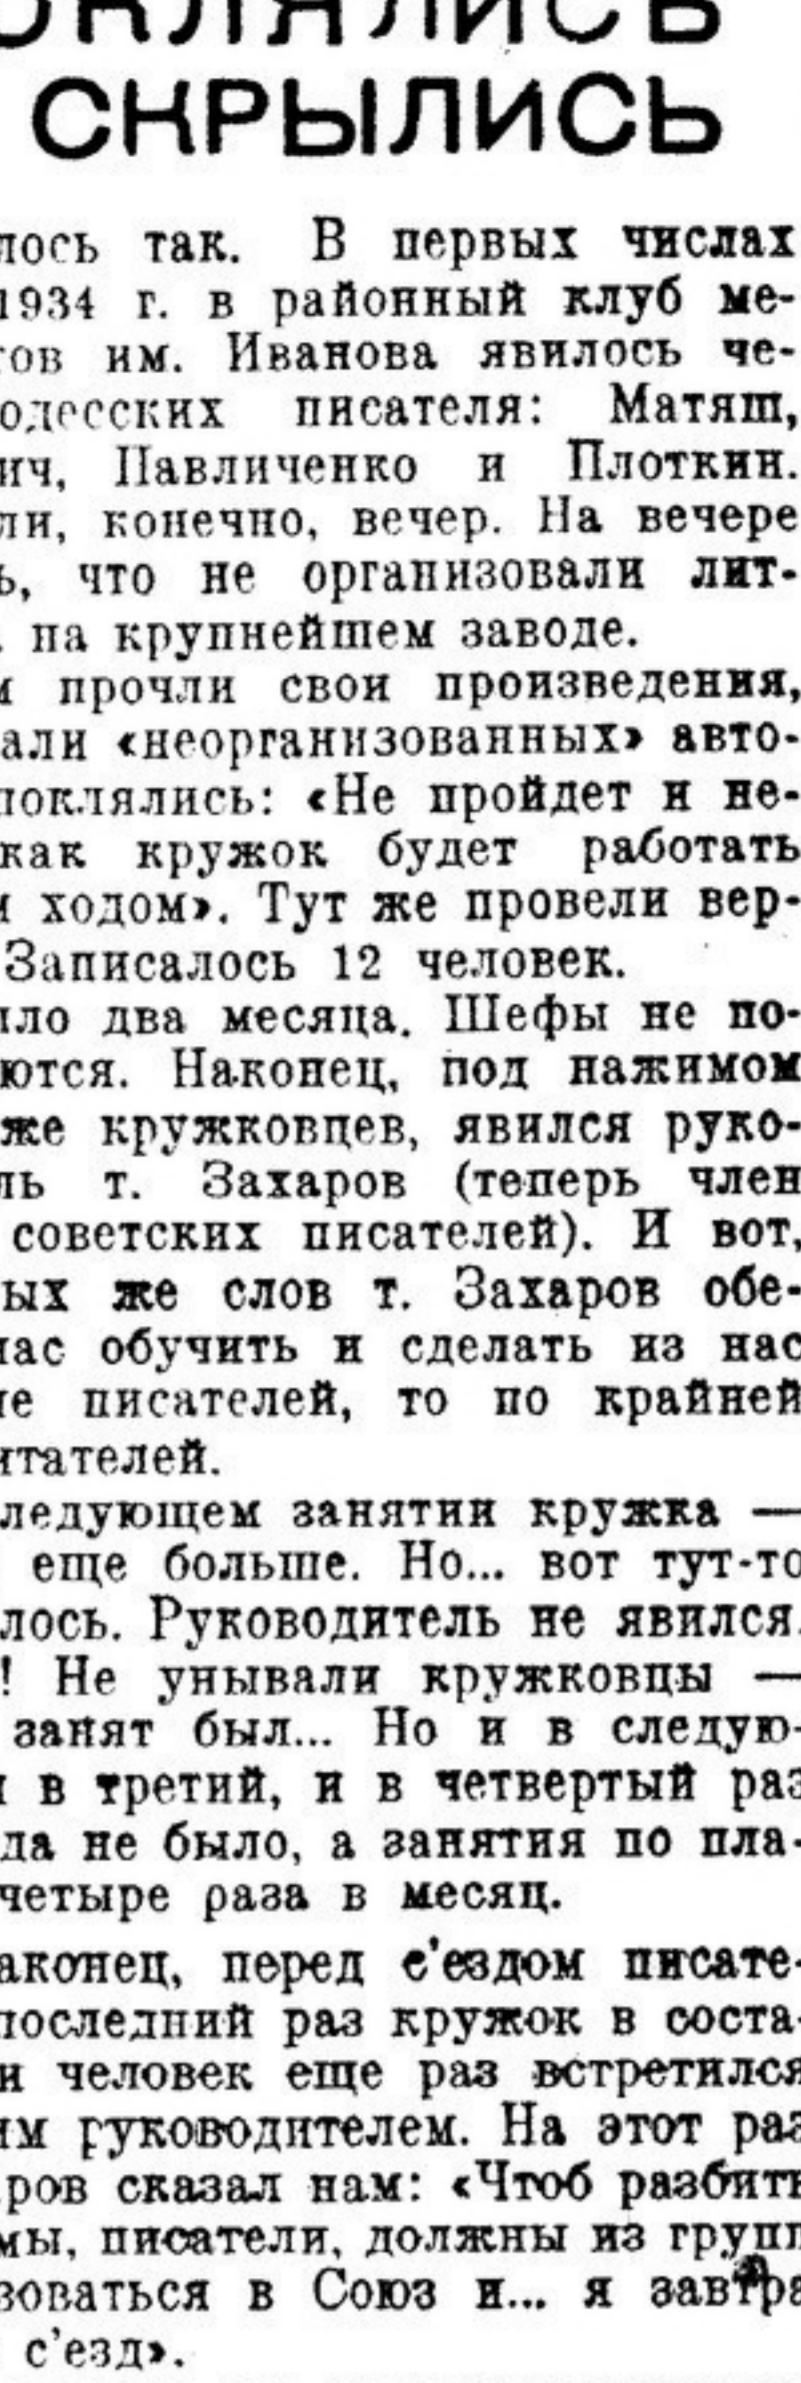 ОКЛЯЛИСЬ
СКРЫЛИСЬ
лось так. В первых числах
1934 г. в районный клуб ме-
тов им. Иванова явилось че-
одесских писателя: Матяш,
ич, Павличенко и Плоткин.
ли, конечно, вечер. На вечере
ь, что не организовали лит-
на крупнейшем заводе.
и прочли свои произведения,
али «неорганизованных» авто-
поклялись: «Не пройдет и не-
как кружок будет работать
м ходом». Тут же провели вер-
Записалось 12 человек.
ло два месяца. Шефы не по-
ются. Наконец, под нажимом
же кружковцев, явился руко-
ль т. Захаров (теперь член
советских писателей). И вот,
ых же слов т. Захаров обе-
нас обучить и сделать из нас
не писателей, то по крайней
итателей.
ледующем занятии кружка —
еще больше. Но... вот тут-то
лось. Руководитель не явился.
! Не унывали кружковцы —
занят был... Но и в следую-
и в третий, и в четвертый раз
да не было, а занятия по пла-
четыре раза в месяц.
аконец, перед с'ездом писате-
последний раз кружок в соста-
и человек еще раз встретился
им руководителем. На этот раз
ров сказал нам: «Чтоб разбить
мы, писатели, должны из групп
зоваться в Союз и... я завтра
с'езд».